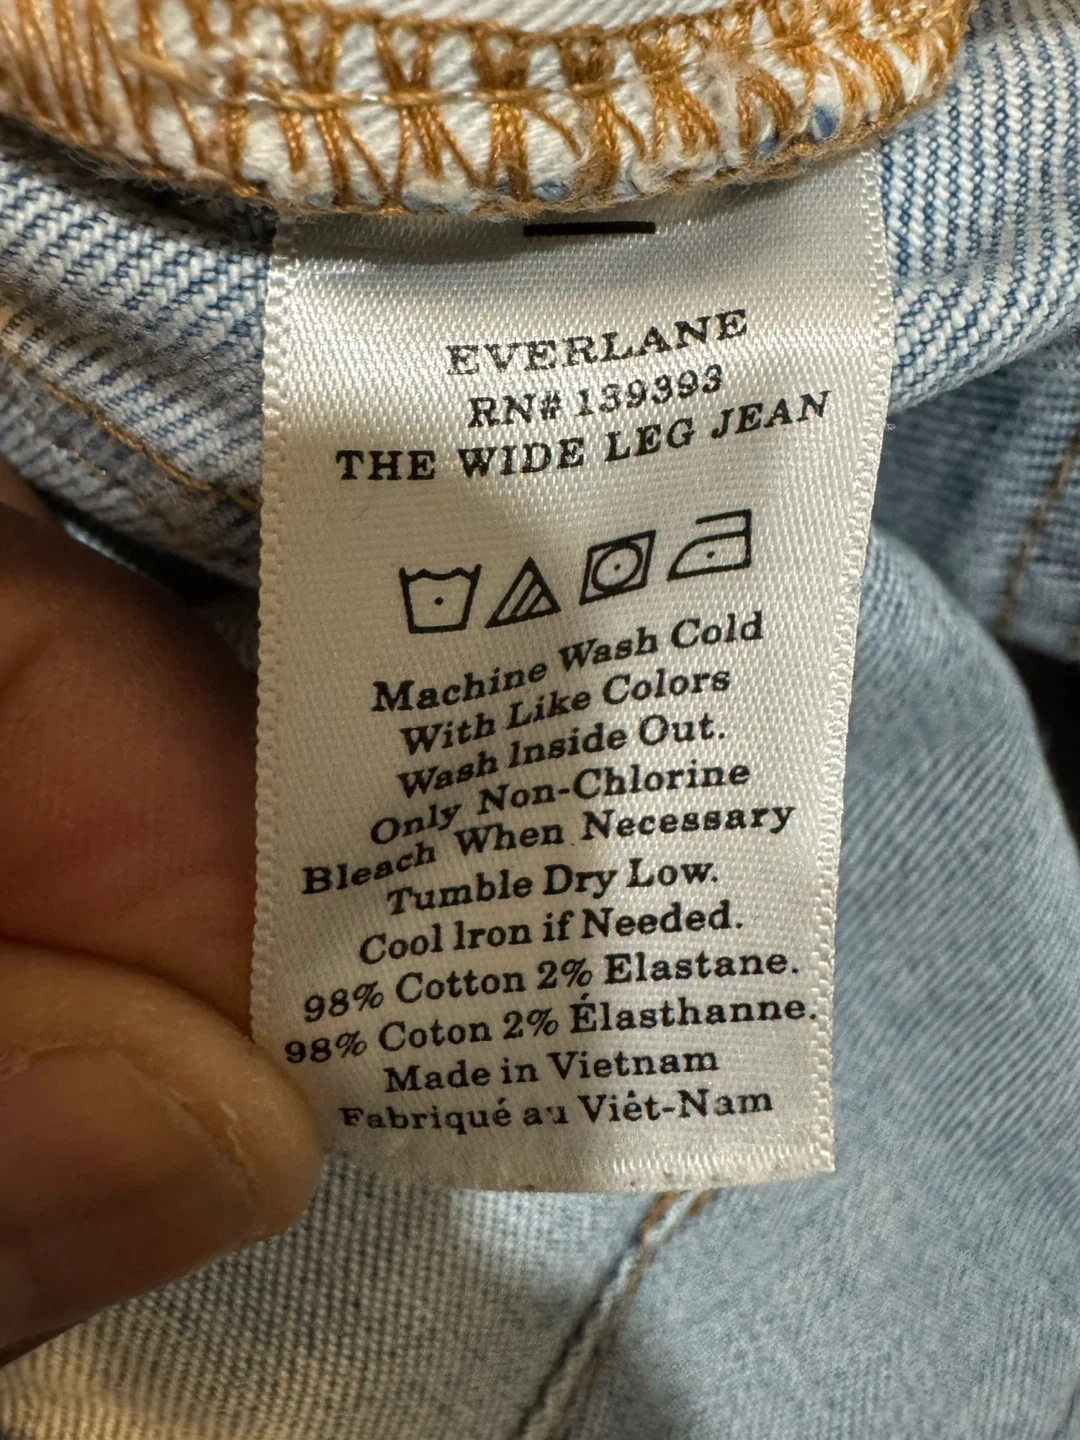 EVERLANE
RN# 139393
THE WIDE LEG JEAN
Machine Wash Cold
With Like Colors
Wash Inside Out.
Only Non-Chlorine
Bleach When Necessary
Tumble Dry Low.
Cool Iron if Needed.
98% Cotton 2% Elastane.
98% Coton 2% Élasthanne.
Made in Vietnam
Fabriqué au Viêt-Nam